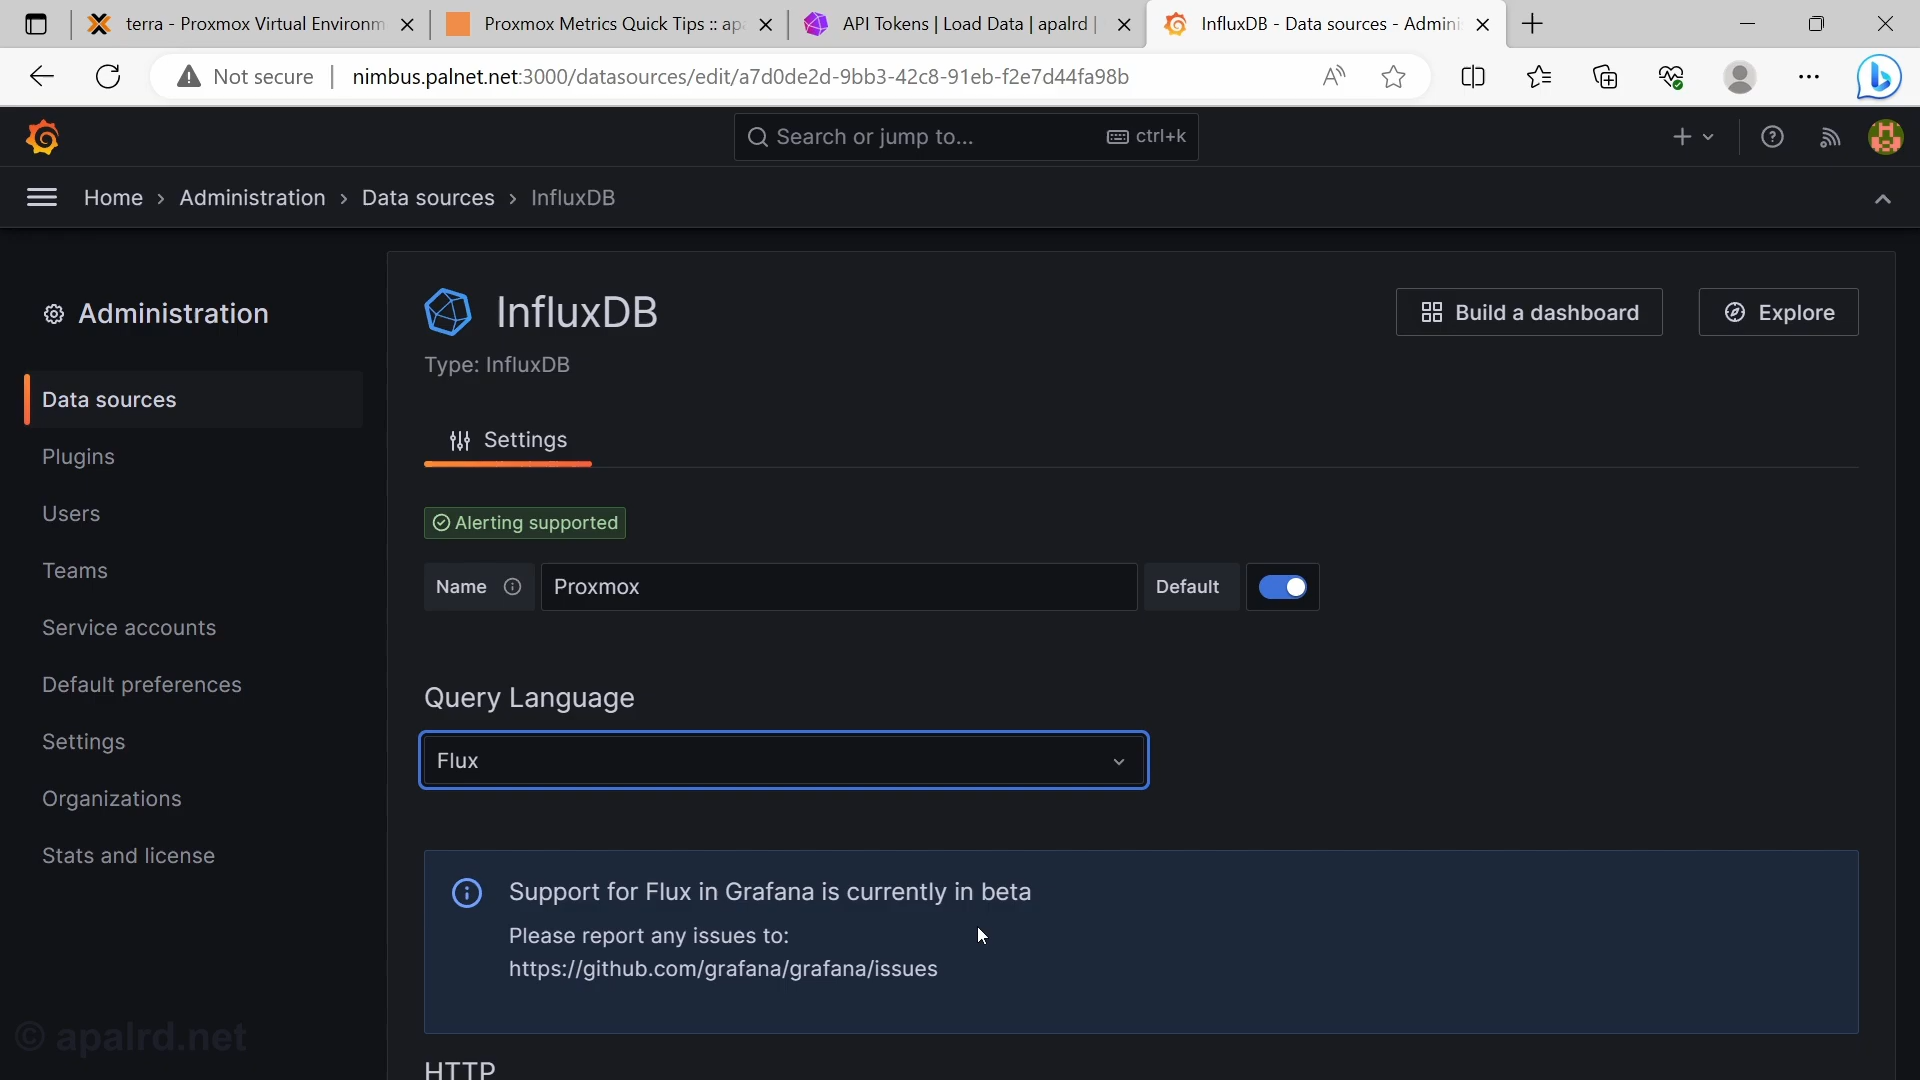 terra - Proxmox Virtual Environm
Proxmox Metrics Quick Tips :: apa
API Tokens | Load Data | apalrd |
InfluxDB - Data sources - Admini
Not secure
nimbus.palnet.net:3000/datasources/edit/a7d0de2d-9bb3-42c8-91eb-f2e7d44fa98b
Search or jump to...
ctrl+k
Home > Administration > Data sources > InfluxDB
Administration
Data sources
Plugins
Users
Teams
Service accounts
Default preferences
Settings
Organizations
Stats and license
InfluxDB
Type: InfluxDB
Build a dashboard
Explore
Settings
Alerting supported
Name
Proxmox
Default
Query Language
Flux
Support for Flux in Grafana is currently in beta
Please report any issues to:
https://github.com/grafana/grafana/issues
HTTP
© apalrd.net